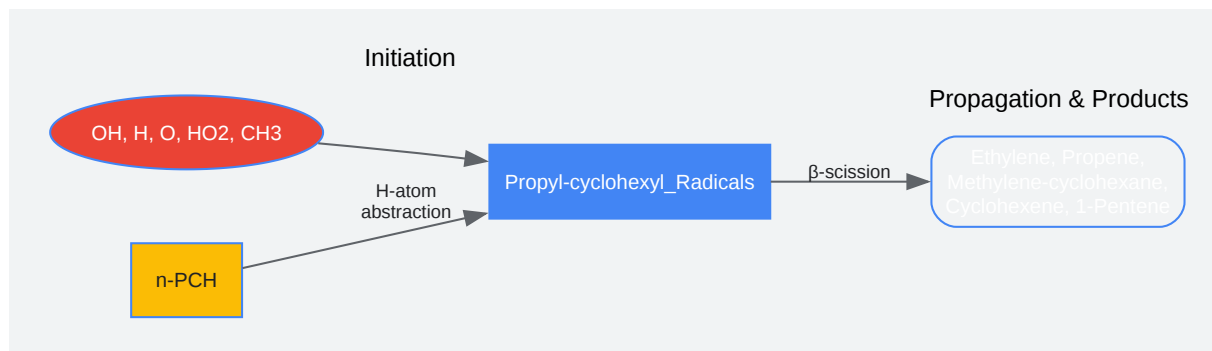 Initiation
Propagation & Products
OH, H, O, HO2, CH3
H-atom
abstraction
n-PCH
Propyl-cyclohexyl_Radicals
β-scission
Ethylene, Propene,
Methylene-cyclohexane,
Cyclohexene, 1-Pentene